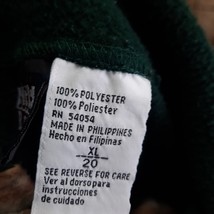 100% POLYESTER
100% Poliester
RN 54054
MADE IN PHILIPPINES
Hecho en Filipinas
XL
20
SEE REVERSE FOR CARE
Ver al dorso para
instrucciones
de cuidado